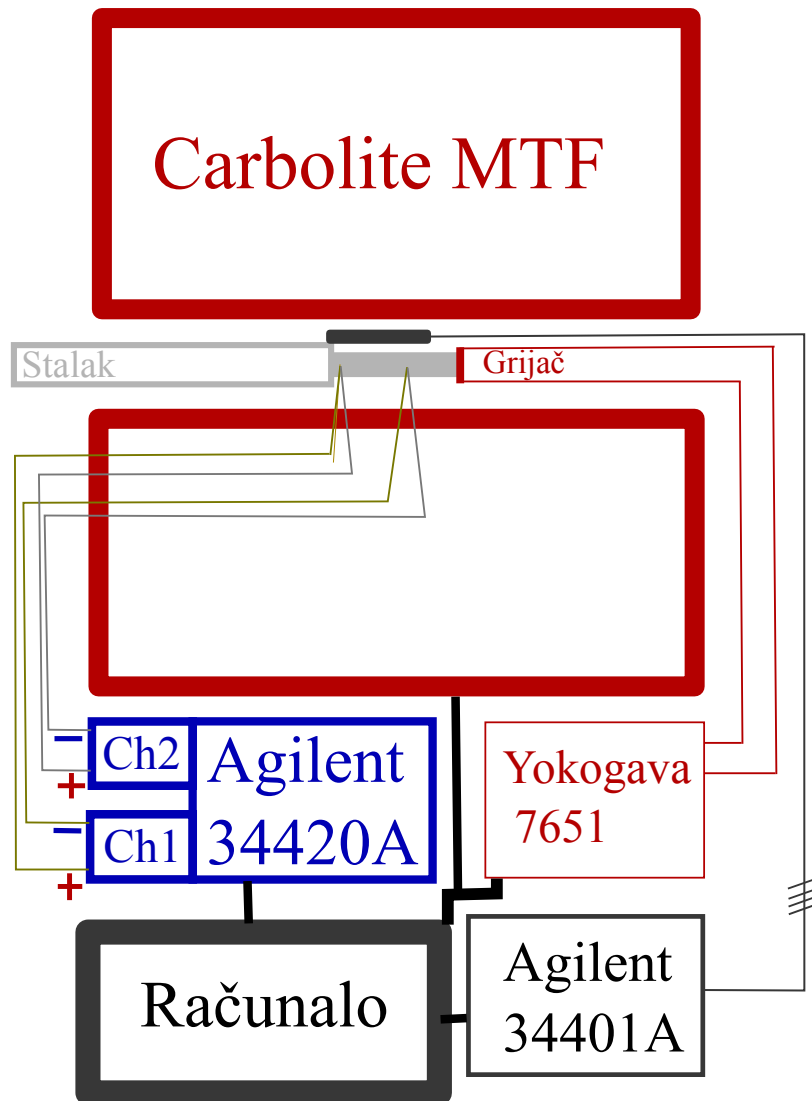 Carbolite MTF
Stalak
Grijač
−
Ch2
+
−
Ch1
+
Agilent
34420A
Yokogava
7651
Računalo
Agilent
34401A